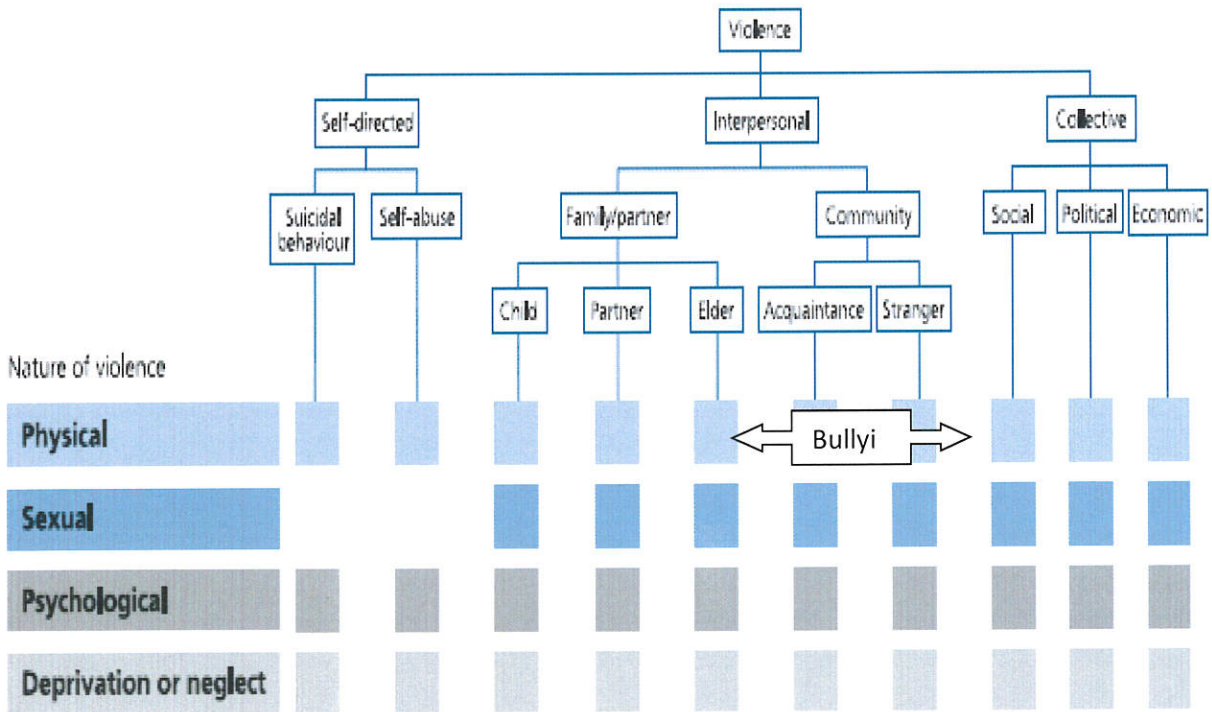 Violence
Self-directed
Interpersonal
Collective
Suicidal
behaviour
Self-abuse
Family/partner
Community
Social
Political
Economic
Child
Partner
Elder
Acquaintance
Stranger
Nature of violence
Physical
Bullyi
Sexual
Psychological
Deprivation or neglect